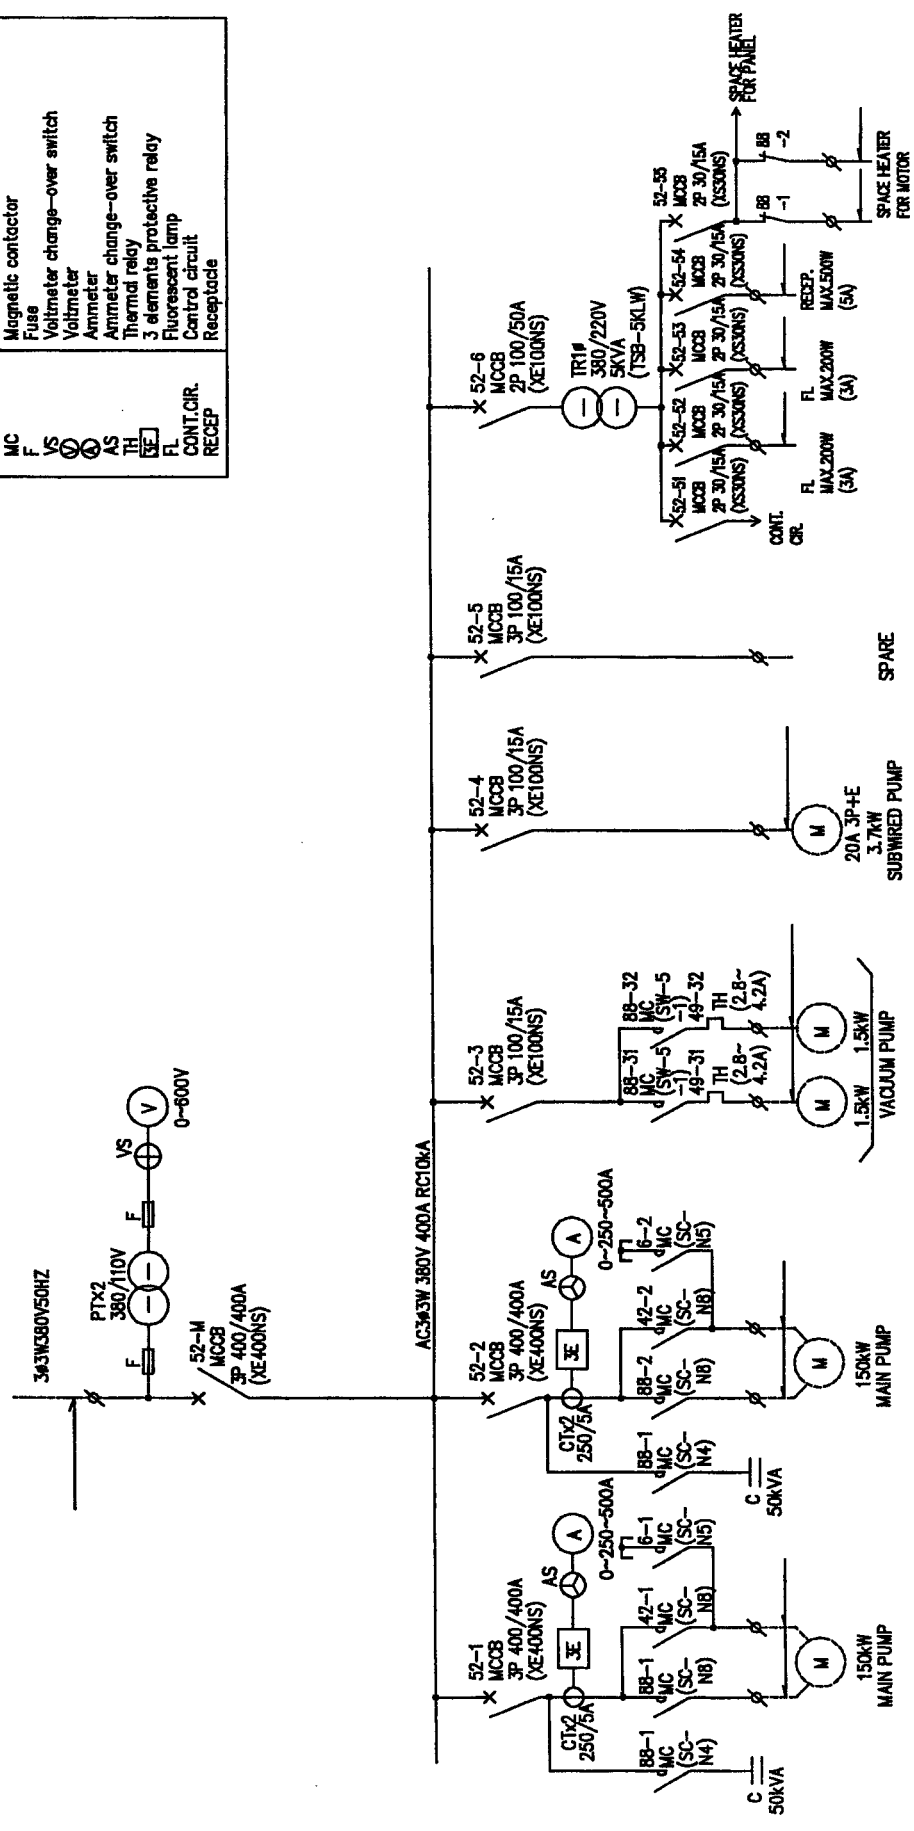 MC Magnetic contactor
F Fuse
VS Voltmeter change-over switch
V Voltmeter
A Ammeter
AS Ammeter change-over switch
TH Thermal relay
3E 3 elements protective relay
FL Fluorescent lamp
CONT.CIR. Control circuit
RECEP Receptacle
3ø3W380V50HZ
PTX2
380/110V
F
F
VS
V
0~600V
52-M
MCCB
3P 400/400A
(XE400NS)
AC3ø3W 380V 400A RC10kA
52-1
MCCB
3P 400/400A
(XE400NS)
CTx2
250/5A
3E
AS
A
0~250~500A
88-1
MC
(SC-
N4)
88-1
MC
(SC-
N8)
42-1
MC
(SC-
N8)
6-1
MC
(SC-
N5)
C
50kVA
M
150kW
MAIN PUMP
52-2
MCCB
3P 400/400A
(XE400NS)
CTx2
250/5A
3E
AS
A
0~250~500A
88-1
MC
(SC-
N4)
88-2
MC
(SC-
N8)
42-2
MC
(SC-
N8)
6-2
MC
(SC-
N5)
C
50kVA
M
150kW
MAIN PUMP
52-3
MCCB
3P 100/15A
(XE100NS)
88-31
MC
(SW-5
-1)
49-31
TH
(2.8~
4.2A)
88-32
MC
(SW-5
-1)
49-32
TH
(2.8~
4.2A)
M
M
1.5kW
1.5kW
VACUUM PUMP
52-4
MCCB
3P 100/15A
(XE100NS)
M
20A 3P+E
3.7kW
SUBWIRED PUMP
52-5
MCCB
3P 100/15A
(XE100NS)
SPARE
52-6
MCCB
2P 100/50A
(XE100NS)
TR1ø
380/220V
5KVA
(TSB-5KLW)
52-51
MCCB
2P 30/15A
(XS30NS)
CONT.
CIR.
52-52
MCCB
2P 30/15A
(XS30NS)
FL
MAX.200W
(3A)
52-53
MCCB
2P 30/15A
(XS30NS)
FL
MAX.200W
(3A)
52-54
MCCB
2P 30/15A
(XS30NS)
RECEP.
MAX.500W
(5A)
52-55
MCCB
2P 30/15A
(XS30NS)
SPACE HEATER
FOR PANEL
88
-1
88
-2
SPACE HEATER
FOR MOTOR